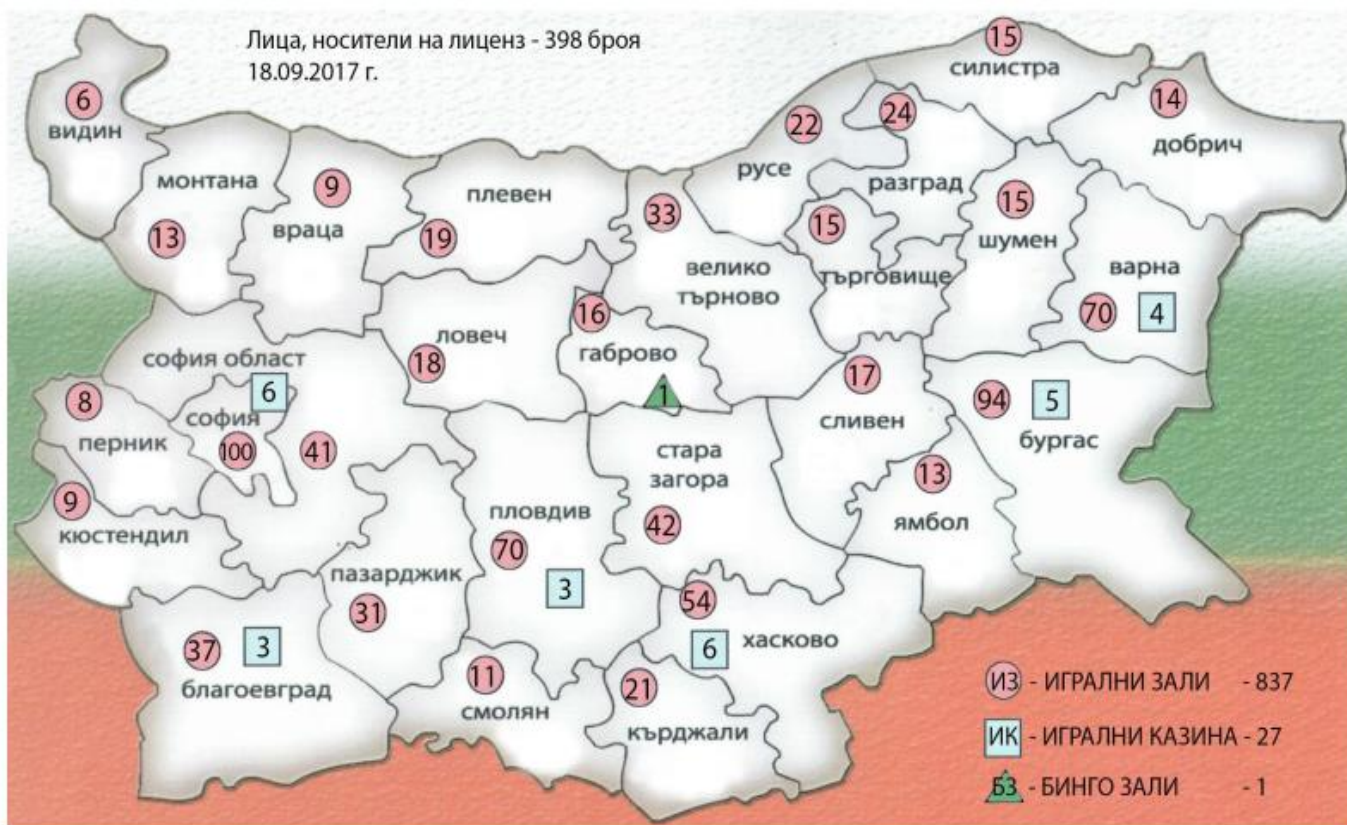 Лица, носители на лиценз - 398 броя
18.09.2017 г.
15
силистра
6
видин
14
добрич
22
русе
24
разград
монтана
13
9
враца
плевен
19
33
велико
търново
15
търговище
15
шумен
варна
70
4
ловеч
18
16
габрово
1
софия област
6
41
софия
100
8
перник
9
кюстендил
17
сливен
94
5
бургас
стара
загора
42
13
ямбол
пловдив
70
3
пазарджик
31
54
6
хасково
37
3
благоевград
11
смолян
21
кърджали
ИЗ - ИГРАЛНИ ЗАЛИ - 837
ИК - ИГРАЛНИ КАЗИНА - 27
БЗ - БИНГО ЗАЛИ - 1